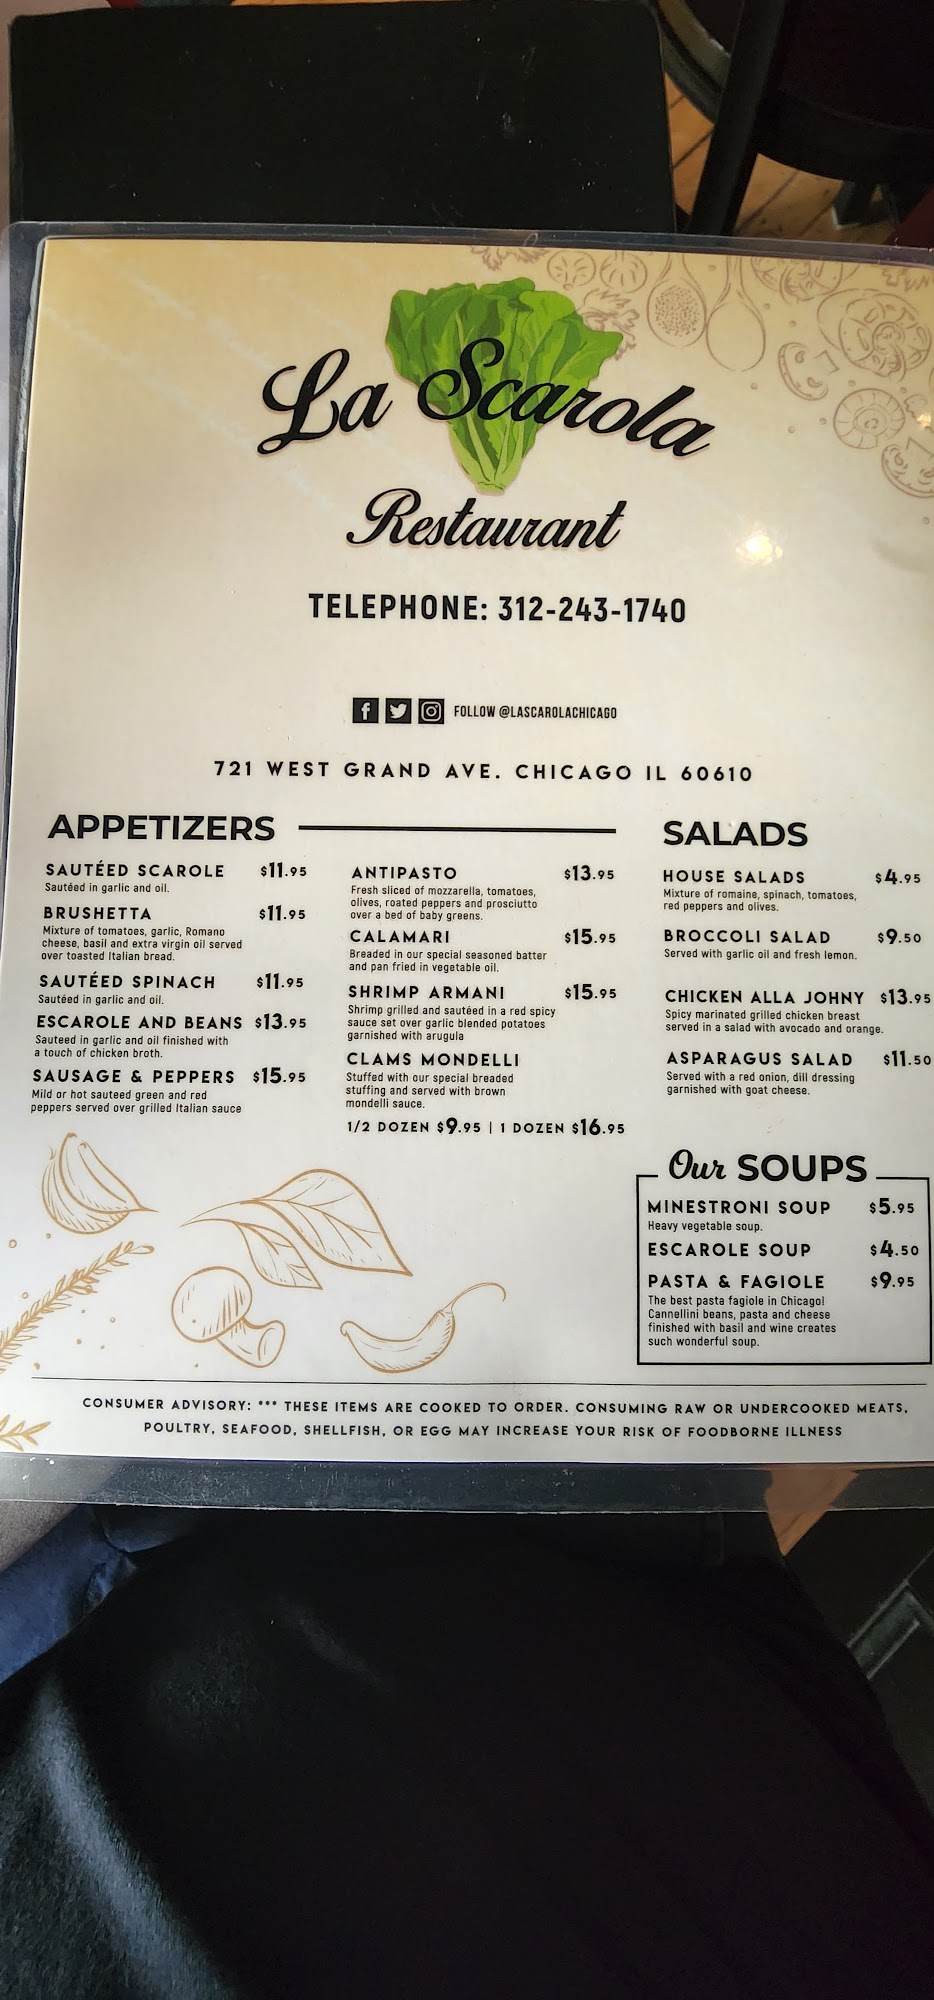 La Scarola
Restaurant
TELEPHONE: 312-243-1740
FOLLOW @LASCAROLACHICAGO
721 WEST GRAND AVE. CHICAGO IL 60610
APPETIZERS
SAUTÉED SCAROLE $11.95
Sautéed in garlic and oil.
BRUSHETTA $11.95
Mixture of tomatoes, garlic, Romano
cheese, basil and extra virgin oil served
over toasted Italian bread.
SAUTÉED SPINACH $11.95
Sautéed in garlic and oil.
ESCAROLE AND BEANS $13.95
Sauteed in garlic and oil finished with
a touch of chicken broth.
SAUSAGE & PEPPERS $15.95
Mild or hot sauteed green and red
peppers served over grilled Italian sauce
ANTIPASTO $13.95
Fresh sliced of mozzarella, tomatoes,
olives, roated peppers and prosciutto
over a bed of baby greens.
CALAMARI $15.95
Breaded in our special seasoned batter
and pan fried in vegetable oil.
SHRIMP ARMANI $15.95
Shrimp grilled and sautéed in a red spicy
sauce set over garlic blended potatoes
garnished with arugula
CLAMS MONDELLI
Stuffed with our special breaded
stuffing and served with brown
mondelli sauce.
1/2 DOZEN $9.95 | 1 DOZEN $16.95
SALADS
HOUSE SALADS $4.95
Mixture of romaine, spinach, tomatoes,
red peppers and olives.
BROCCOLI SALAD $9.50
Served with garlic oil and fresh lemon.
CHICKEN ALLA JOHNY $13.95
Spicy marinated grilled chicken breast
served in a salad with avocado and orange.
ASPARAGUS SALAD $11.50
Served with a red onion, dill dressing
garnished with goat cheese.
Our SOUPS
MINESTRONI SOUP $5.95
Heavy vegetable soup.
ESCAROLE SOUP $4.50
PASTA & FAGIOLE $9.95
The best pasta fagiole in Chicago!
Cannellini beans, pasta and cheese
finished with basil and wine creates
such wonderful soup.
CONSUMER ADVISORY: *** THESE ITEMS ARE COOKED TO ORDER. CONSUMING RAW OR UNDERCOOKED MEATS,
POULTRY, SEAFOOD, SHELLFISH, OR EGG MAY INCREASE YOUR RISK OF FOODBORNE ILLNESS